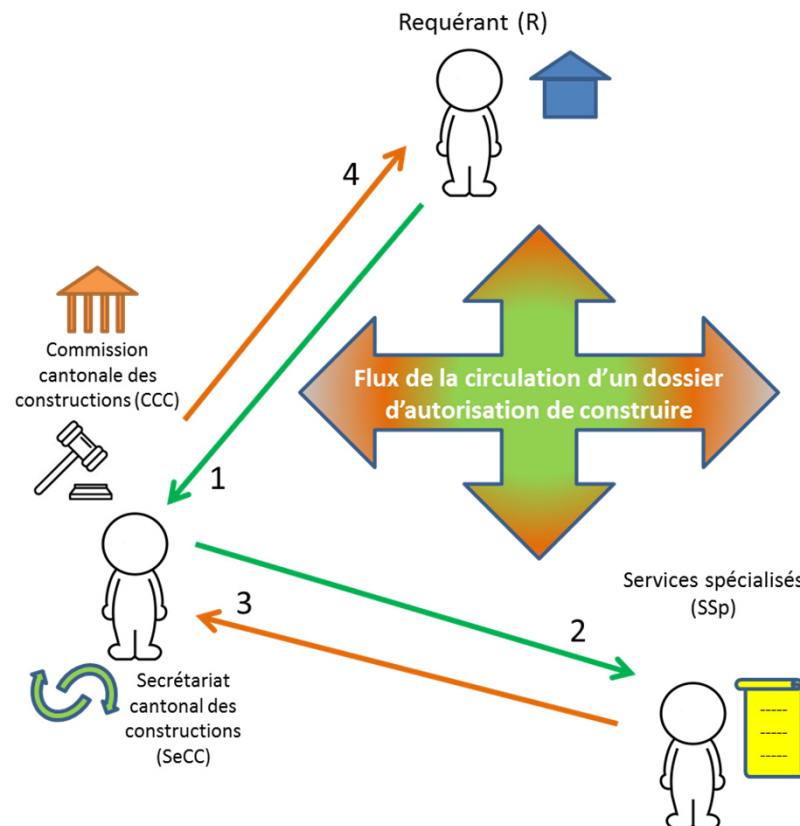 Requérant (R)
4
Commission
cantonale des
constructions (CCC)
Flux de la circulation d'un dossier
d'autorisation de construire
1
Services spécialisés
(SSp)
3
2
Secrétariat
cantonal des
constructions
(SeCC)